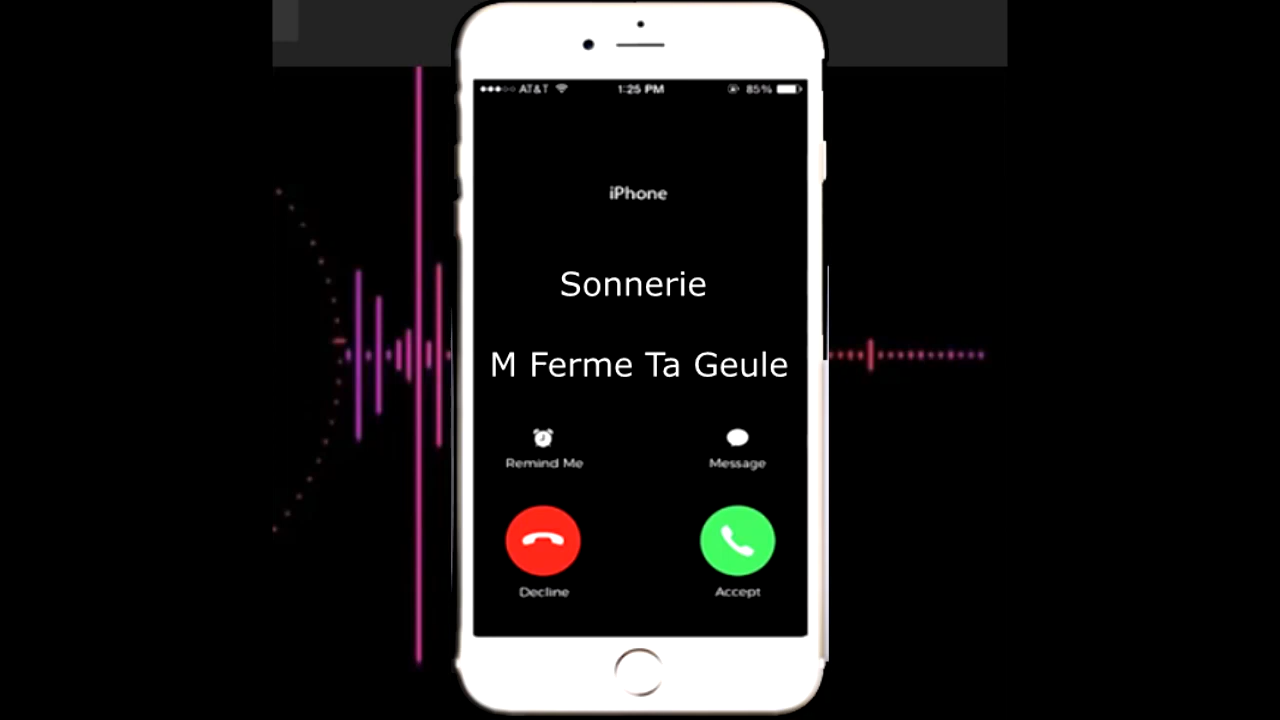 AT&T 1:25 PM 85%
iPhone
Sonnerie
M Ferme Ta Geule
Remind Me Message
Decline Accept